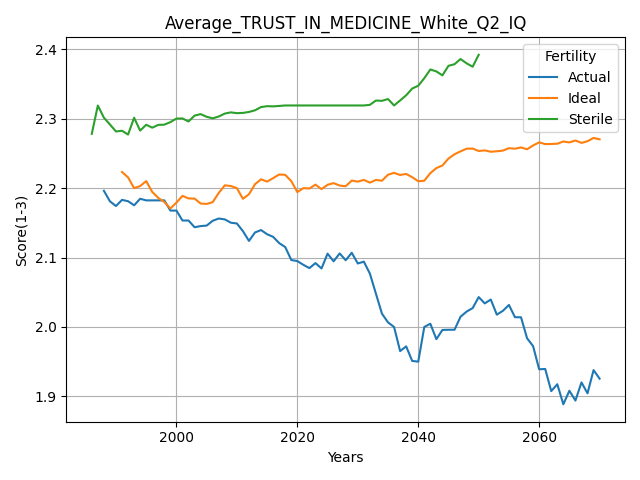 Average_TRUST_IN_MEDICINE_White_Q2_IQ
Fertility
Actual
Ideal
Sterile
Score(1-3)
2.4
2.3
2.2
2.1
2.0
1.9
2000 2020 2040 2060
Years